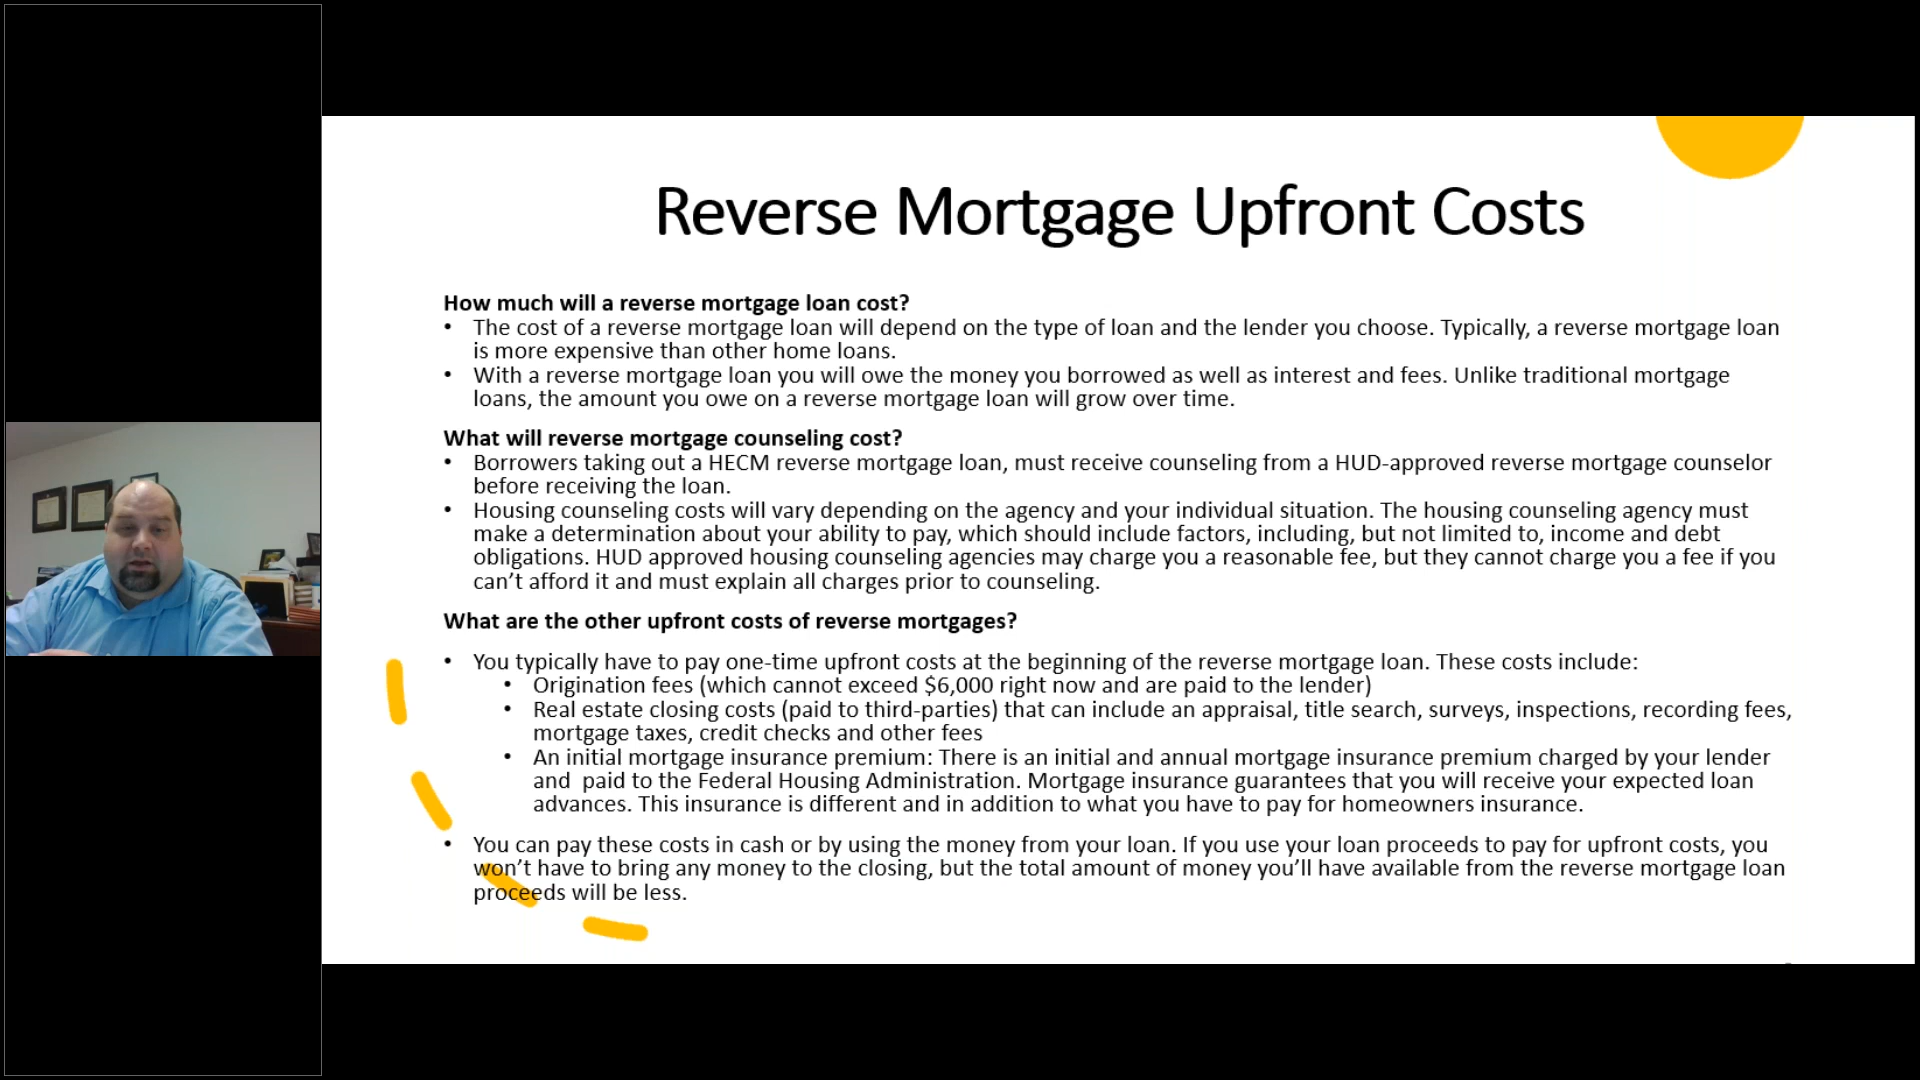 Reverse Mortgage Upfront Costs
How much will a reverse mortgage loan cost?
• The cost of a reverse mortgage loan will depend on the type of loan and the lender you choose. Typically, a reverse mortgage loan
is more expensive than other home loans.
• With a reverse mortgage loan you will owe the money you borrowed as well as interest and fees. Unlike traditional mortgage
loans, the amount you owe on a reverse mortgage loan will grow over time.
What will reverse mortgage counseling cost?
• Borrowers taking out a HECM reverse mortgage loan, must receive counseling from a HUD-approved reverse mortgage counselor
before receiving the loan.
• Housing counseling costs will vary depending on the agency and your individual situation. The housing counseling agency must
make a determination about your ability to pay, which should include factors, including, but not limited to, income and debt
obligations. HUD approved housing counseling agencies may charge you a reasonable fee, but they cannot charge you a fee if you
can’t afford it and must explain all charges prior to counseling.
What are the other upfront costs of reverse mortgages?
• You typically have to pay one-time upfront costs at the beginning of the reverse mortgage loan. These costs include:
• Origination fees (which cannot exceed $6,000 right now and are paid to the lender)
• Real estate closing costs (paid to third-parties) that can include an appraisal, title search, surveys, inspections, recording fees,
mortgage taxes, credit checks and other fees
• An initial mortgage insurance premium: There is an initial and annual mortgage insurance premium charged by your lender
and  paid to the Federal Housing Administration. Mortgage insurance guarantees that you will receive your expected loan
advances. This insurance is different and in addition to what you have to pay for homeowners insurance.
• You can pay these costs in cash or by using the money from your loan. If you use your loan proceeds to pay for upfront costs, you
won’t have to bring any money to the closing, but the total amount of money you’ll have available from the reverse mortgage loan
proceeds will be less.